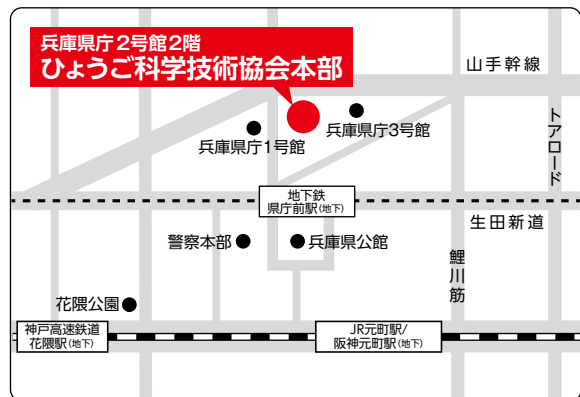 兵庫県庁2号館2階
ひょうご科学技術協会本部
山手幹線
兵庫県庁3号館
兵庫県庁1号館
トアロード
地下鉄
県庁前駅(地下)
生田新道
警察本部
兵庫県公館
鯉川筋
花隈公園
神戸高速鉄道
花隈駅(地下)
JR元町駅/
阪神元町駅(地下)